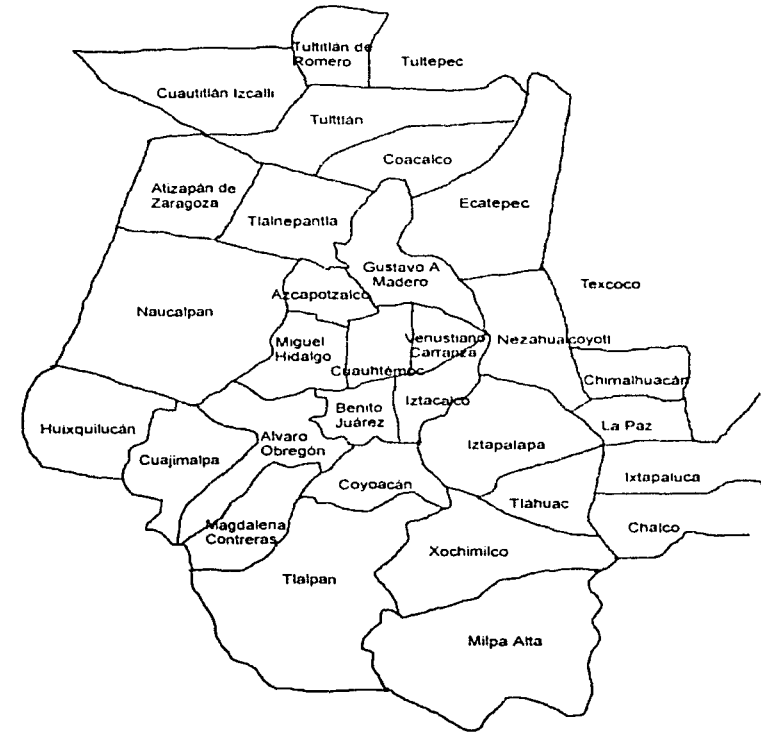 Tultitlán de
Romero
Tultepec
Cuautitlán Izcalli
Tultitlán
Coacalco
Atizapán de
Zaragoza
Ecatepec
Tlalnepantla
Gustavo A
Madero
Texcoco
Azcapotzalco
Naucalpan
Miguel
Hidalgo
Venustiano
Carranza
Nezahualcoyotl
Cuauhtémoc
Chimalhuacán
Iztacalco
Benito
Juárez
La Paz
Huixquilucán
Alvaro
Obregón
Iztapalapa
Cuajimalpa
Coyoacán
Ixtapaluca
Tláhuac
Magdalena
Contreras
Chalco
Xochimilco
Tlalpan
Milpa Alta